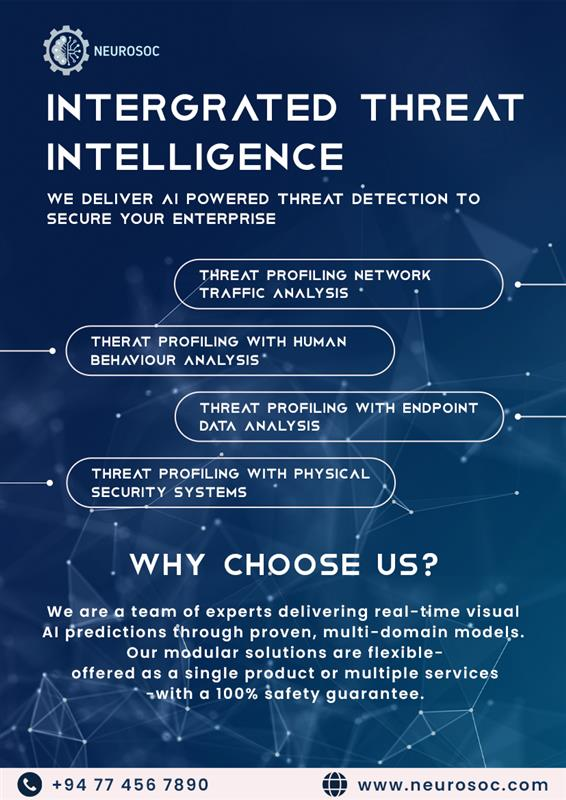 NEUROSOC
INTERGRATED THREAT
INTELLIGENCE
WE DELIVER AI POWERED THREAT DETECTION TO
SECURE YOUR ENTERPRISE
THREAT PROFILING NETWORK
TRAFFIC ANALYSIS
THERAT PROFILING WITH HUMAN
BEHAVIOUR ANALYSIS
THREAT PROFILING WITH ENDPOINT
DATA ANALYSIS
THREAT PROFILING WITH PHYSICAL
SECURITY SYSTEMS
WHY CHOOSE US?
We are a team of experts delivering real-time visual
AI predictions through proven, multi-domain models.
Our modular solutions are flexible-
offered as a single product or multiple services
-with a 100% safety guarantee.
+94 77 456 7890
www.neurosoc.com